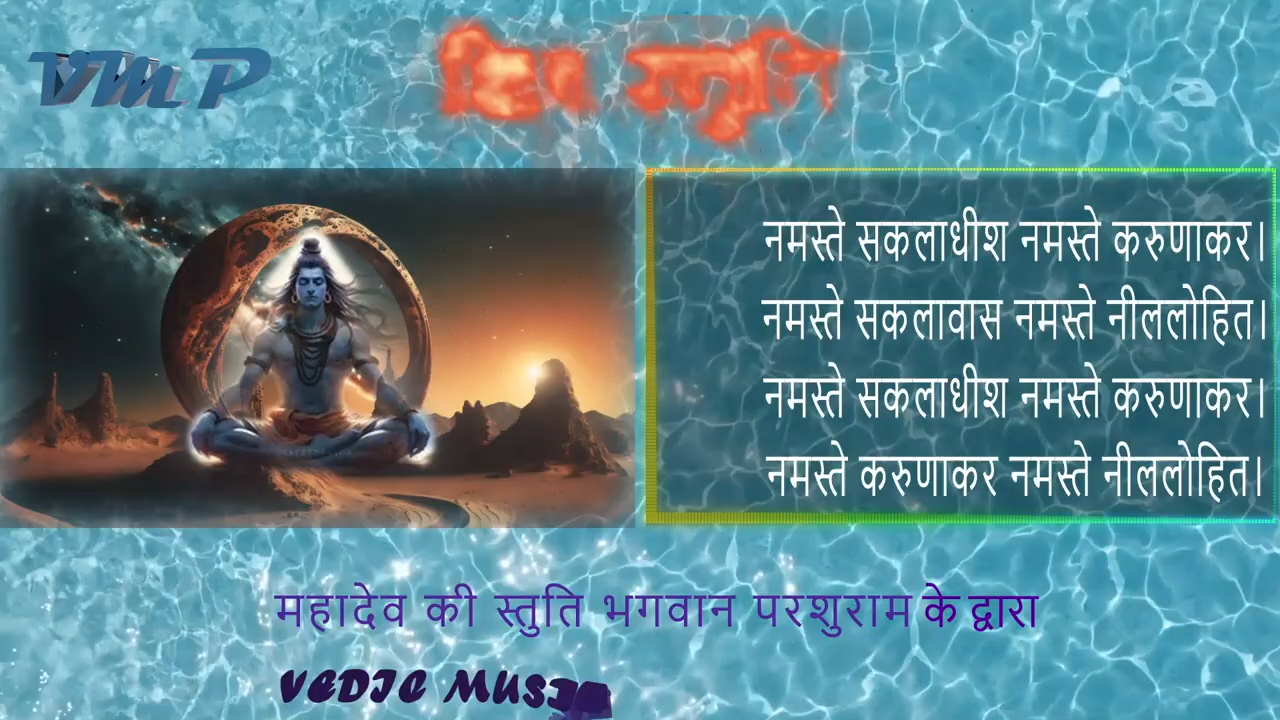 VMP
शिव स्तुति
नमस्ते सकलाधीश नमस्ते करुणाकर।
नमस्ते सकलावास नमस्ते नीललोहित।
नमस्ते सकलाधीश नमस्ते करुणाकर।
नमस्ते करुणाकर नमस्ते नीललोहित।
महादेव की स्तुति भगवान परशुराम के द्वारा
VEDIC